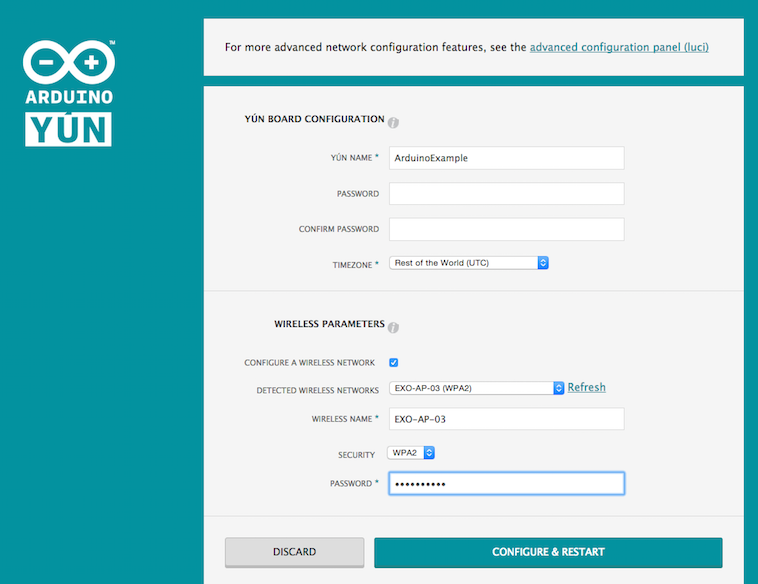 For more advanced network configuration features, see the advanced configuration panel (luci)
ARDUINO
YÚN
YÚN BOARD CONFIGURATION i
YÚN NAME * ArduinoExample
PASSWORD
CONFIRM PASSWORD
TIMEZONE * Rest of the World (UTC)
WIRELESS PARAMETERS i
CONFIGURE A WIRELESS NETWORK
DETECTED WIRELESS NETWORKS EXO-AP-03 (WPA2) Refresh
WIRELESS NAME * EXO-AP-03
SECURITY WPA2
PASSWORD * ••••••••••
DISCARD CONFIGURE & RESTART